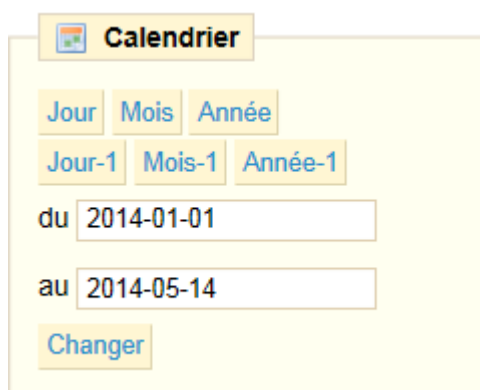 Calendrier
Jour Mois Année
Jour-1 Mois-1 Année-1
du 2014-01-01
au 2014-05-14
Changer